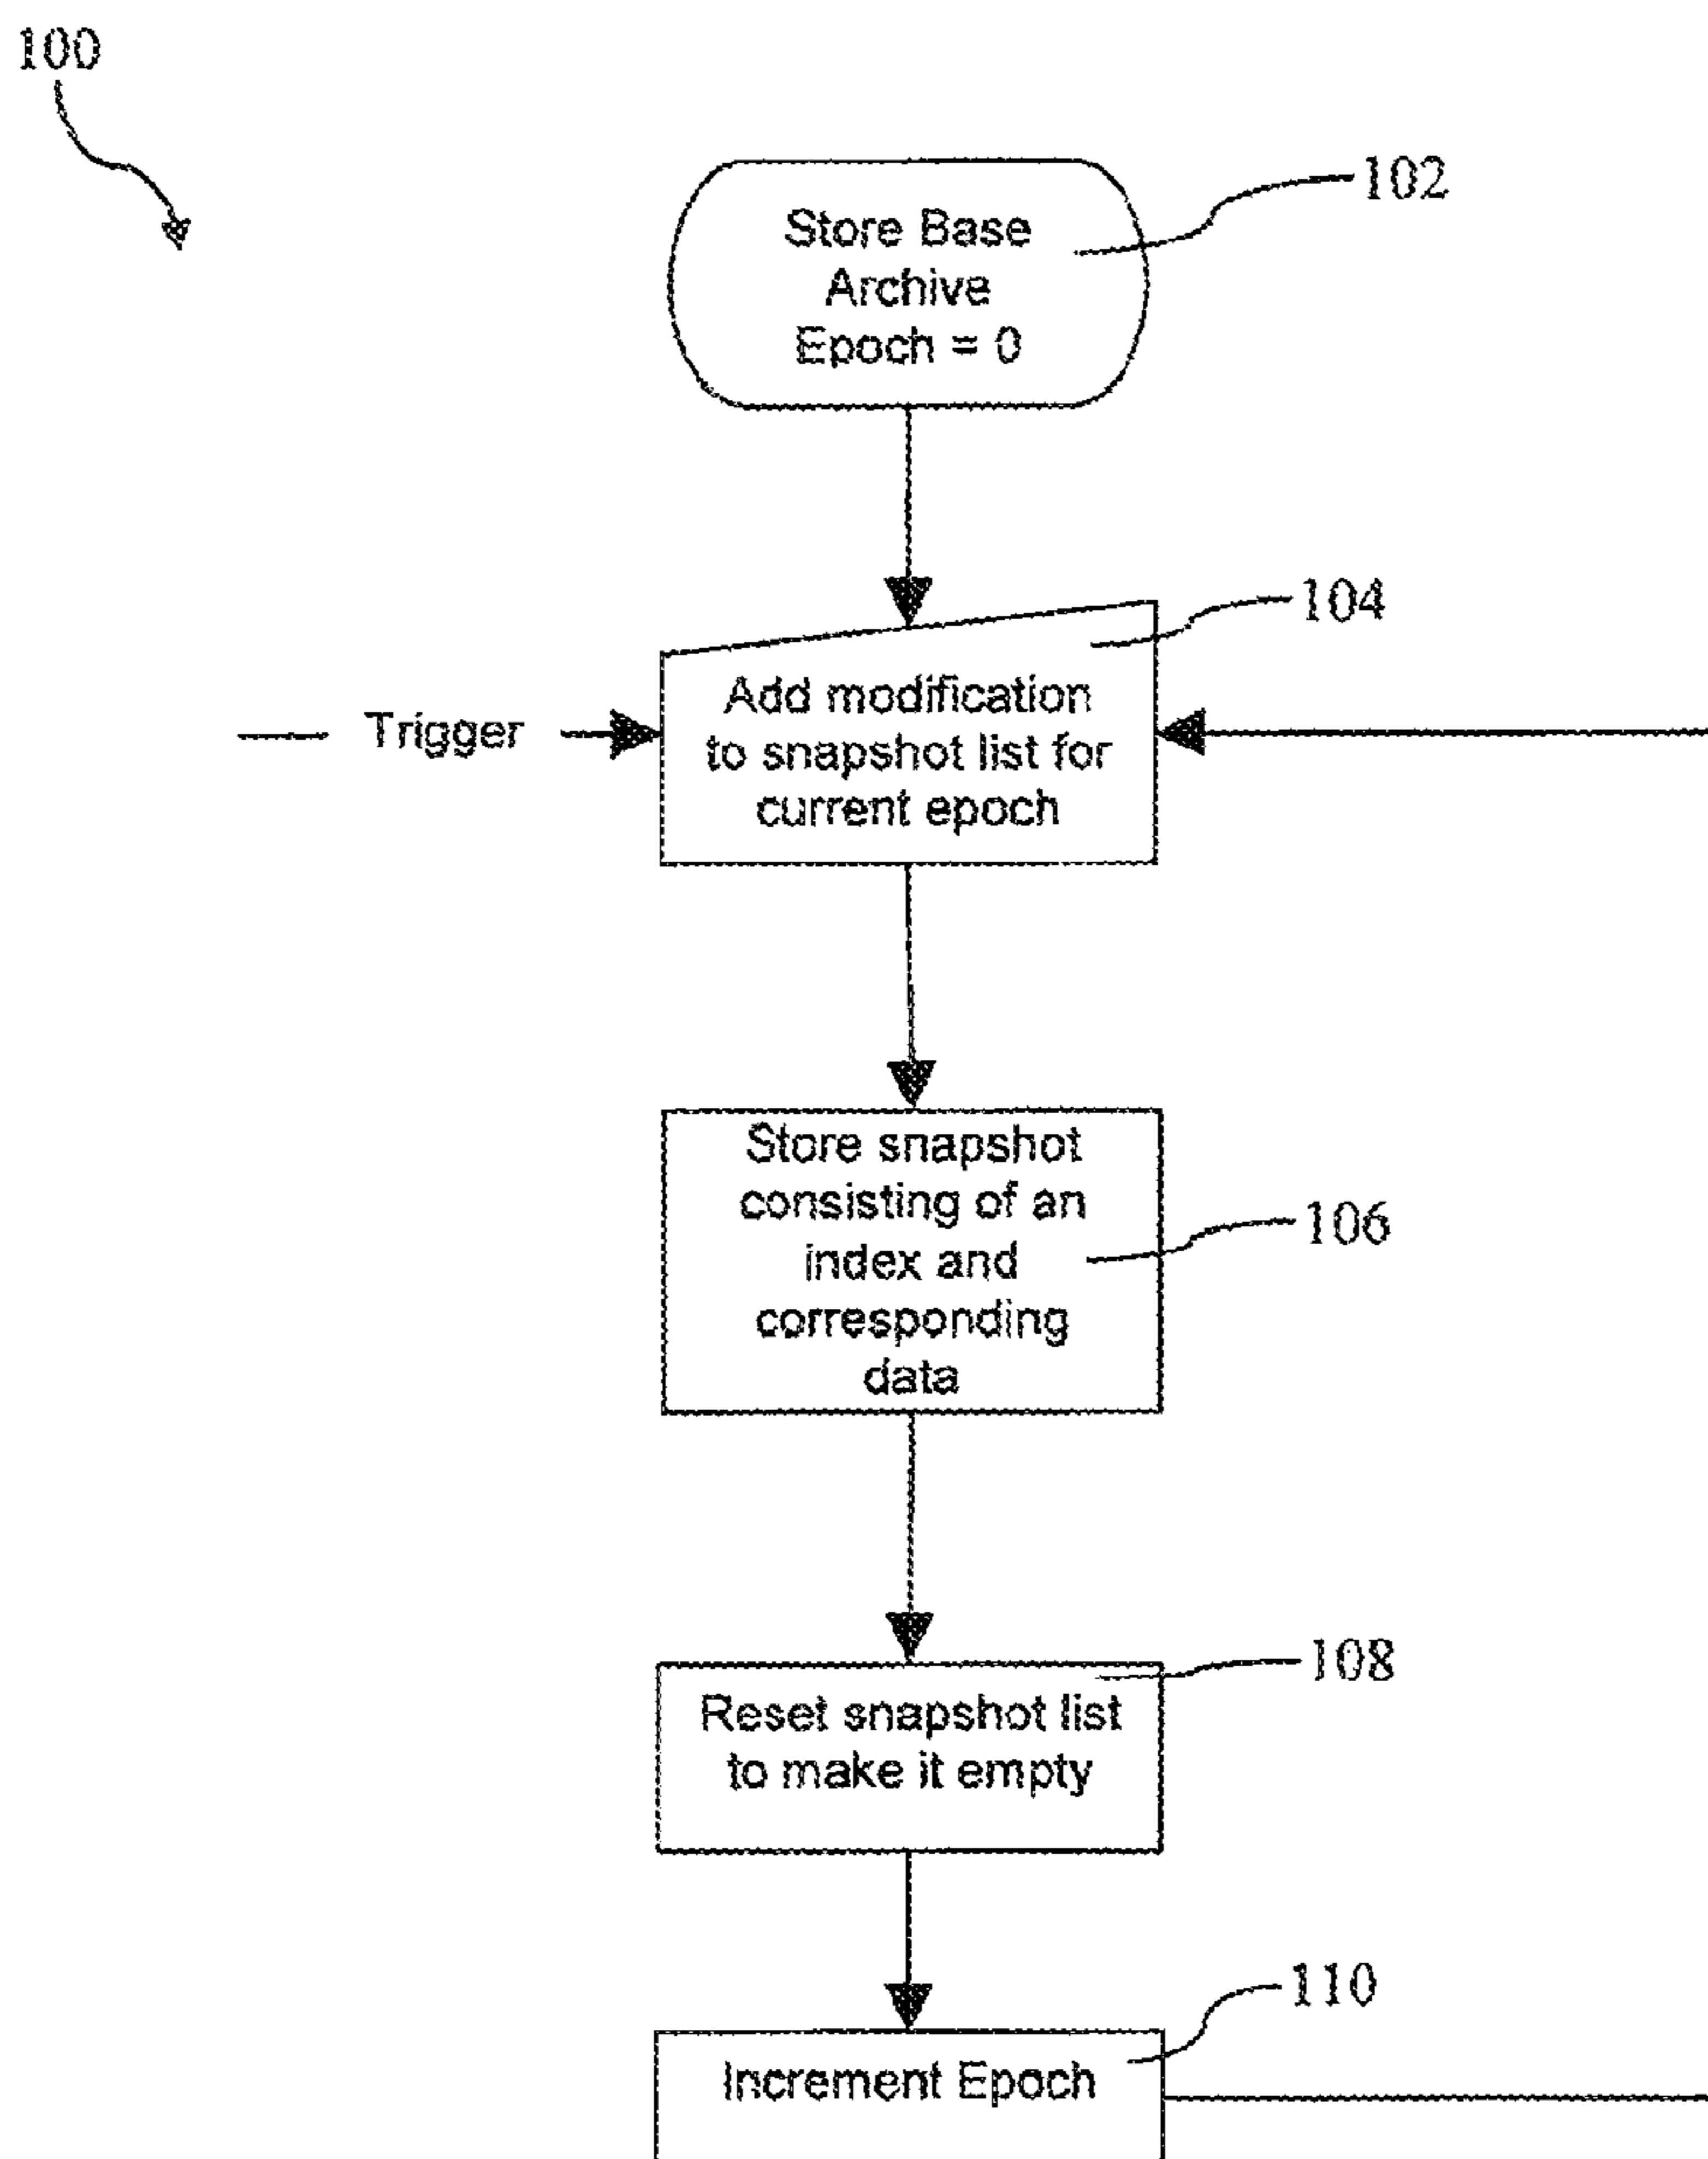 100
102
Store Base
Archive
Epoch = 0
104
Trigger
Add modification
to snapshot list for
current epoch
Store snapshot
consisting of an
index and
corresponding
data
106
108
Reset snapshot list
to make it empty
110
Increment Epoch